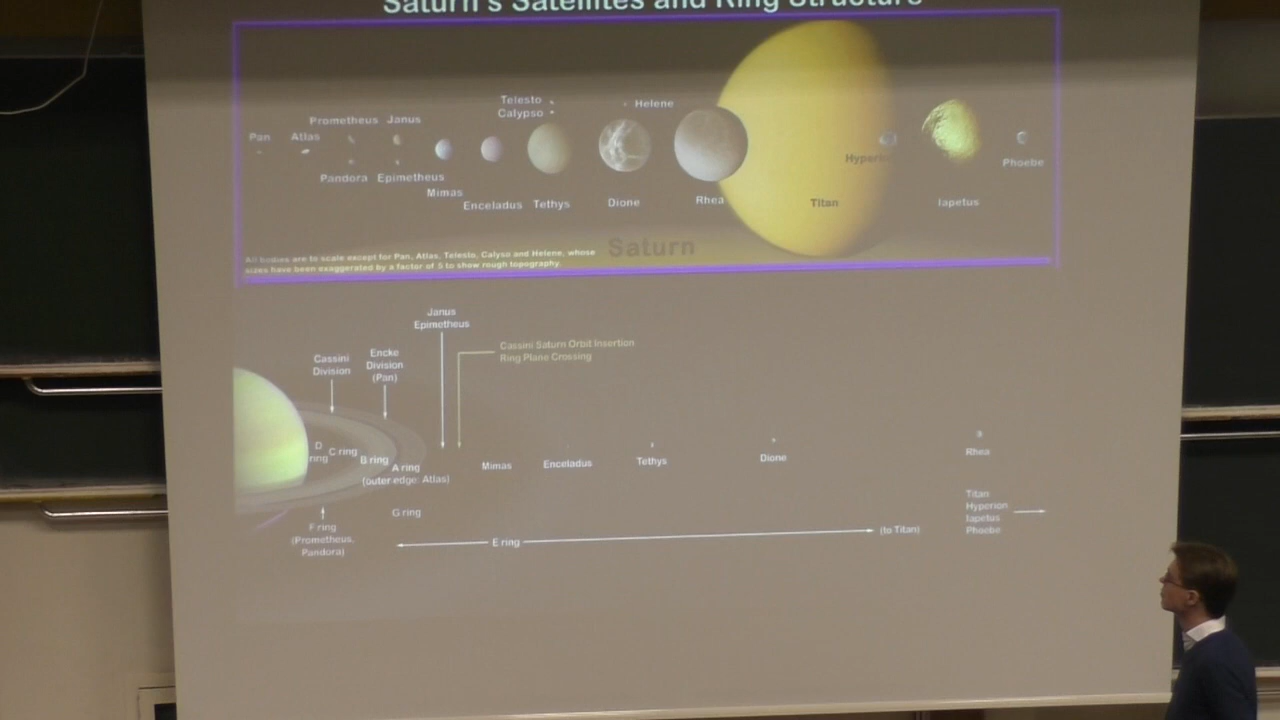 Saturn's Satellites and Ring Structure
Telesto
Calypso
Helene
Prometheus
Janus
Pan
Atlas
Pandora
Epimetheus
Mimas
Enceladus
Tethys
Dione
Rhea
Titan
Hyperion
Iapetus
Phoebe
Saturn
All bodies are to scale except for Pan, Atlas, Telesto, Calypso and Helene, whose
sizes have been exaggerated by a factor of 5 to show rough topography.
Janus
Epimetheus
Cassini Saturn Orbit Insertion
Ring Plane Crossing
Cassini
Division
Encke
Division
(Pan)
D
ring
C ring
B ring
A ring
(outer edge: Atlas)
Mimas
Enceladus
Tethys
Dione
Rhea
G ring
F ring
(Prometheus,
Pandora)
E ring
(to Titan)
Titan
Hyperion
Iapetus
Phoebe